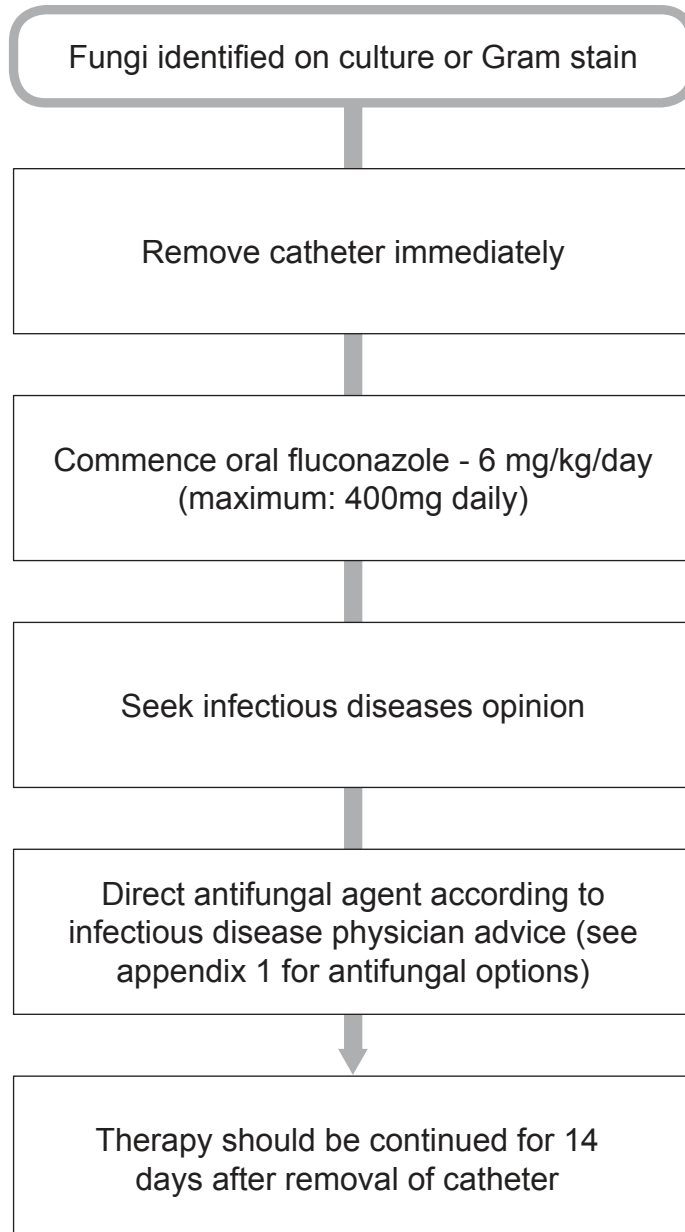 Fungi identified on culture or Gram stain
Remove catheter immediately
Commence oral fluconazole - 6 mg/kg/day
(maximum: 400mg daily)
Seek infectious diseases opinion
Direct antifungal agent according to
infectious disease physician advice (see
appendix 1 for antifungal options)
Therapy should be continued for 14
days after removal of catheter